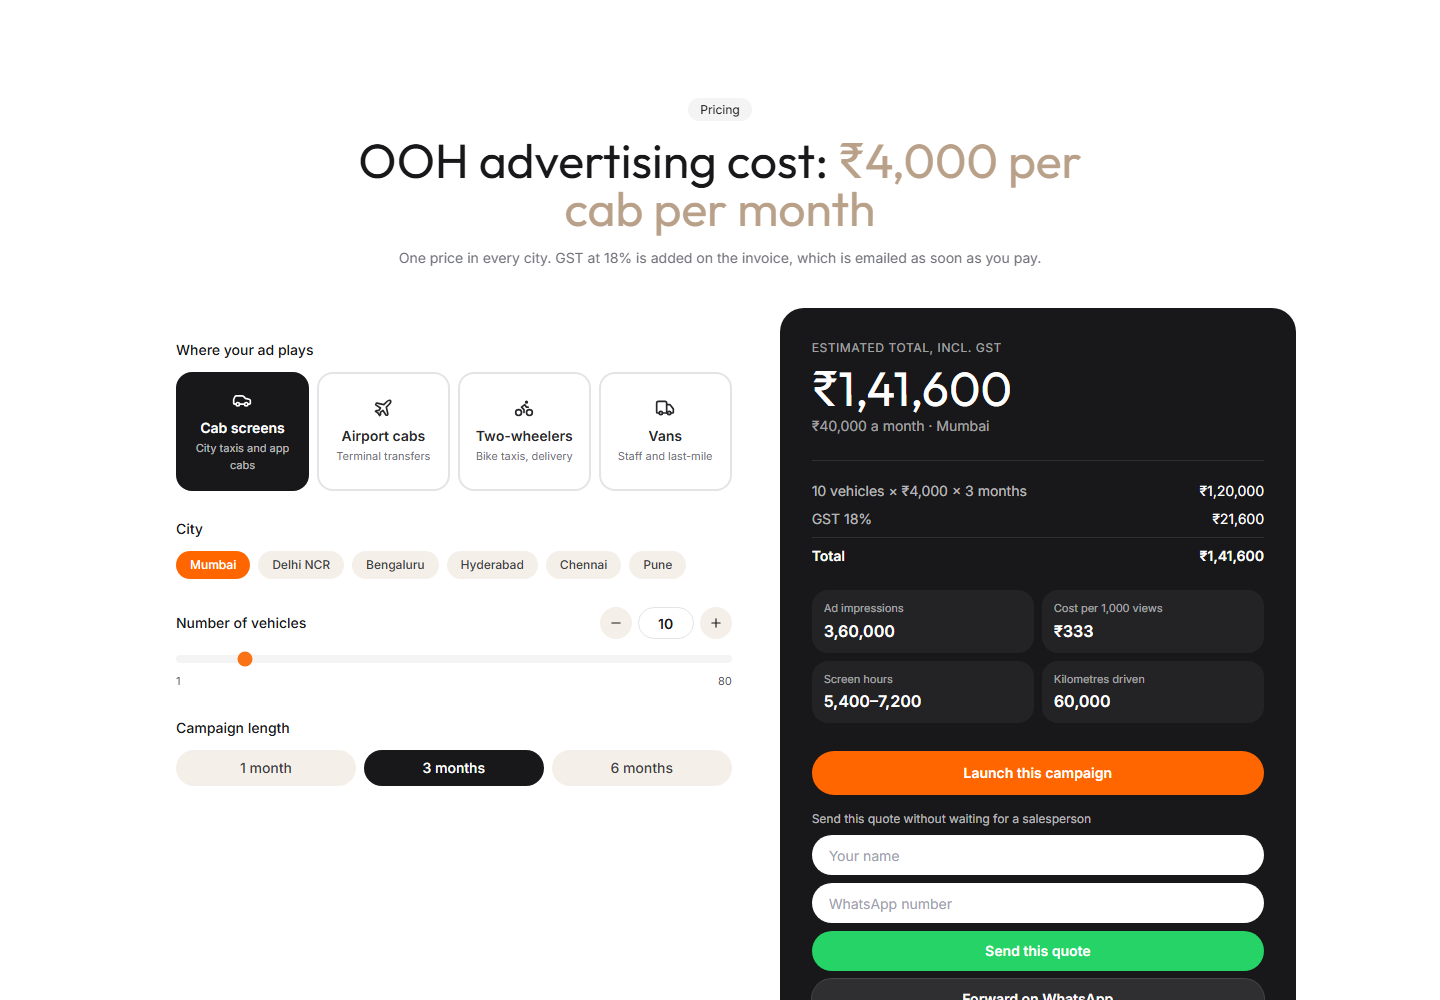 Pricing
OOH advertising cost: ₹4,000 per
cab per month
One price in every city. GST at 18% is added on the invoice, which is emailed as soon as you pay.
Where your ad plays
Cab screens
City taxis and app
cabs
Airport cabs
Terminal transfers
Two-wheelers
Bike taxis, delivery
Vans
Staff and last-mile
City
Mumbai
Delhi NCR
Bengaluru
Hyderabad
Chennai
Pune
Number of vehicles
− 10 +
1
80
Campaign length
1 month
3 months
6 months
ESTIMATED TOTAL, INCL. GST
₹1,41,600
₹40,000 a month · Mumbai
10 vehicles × ₹4,000 × 3 months ₹1,20,000
GST 18% ₹21,600
Total ₹1,41,600
Ad impressions
3,60,000
Cost per 1,000 views
₹333
Screen hours
5,400–7,200
Kilometres driven
60,000
Launch this campaign
Send this quote without waiting for a salesperson
Your name
WhatsApp number
Send this quote
Forward on WhatsApp